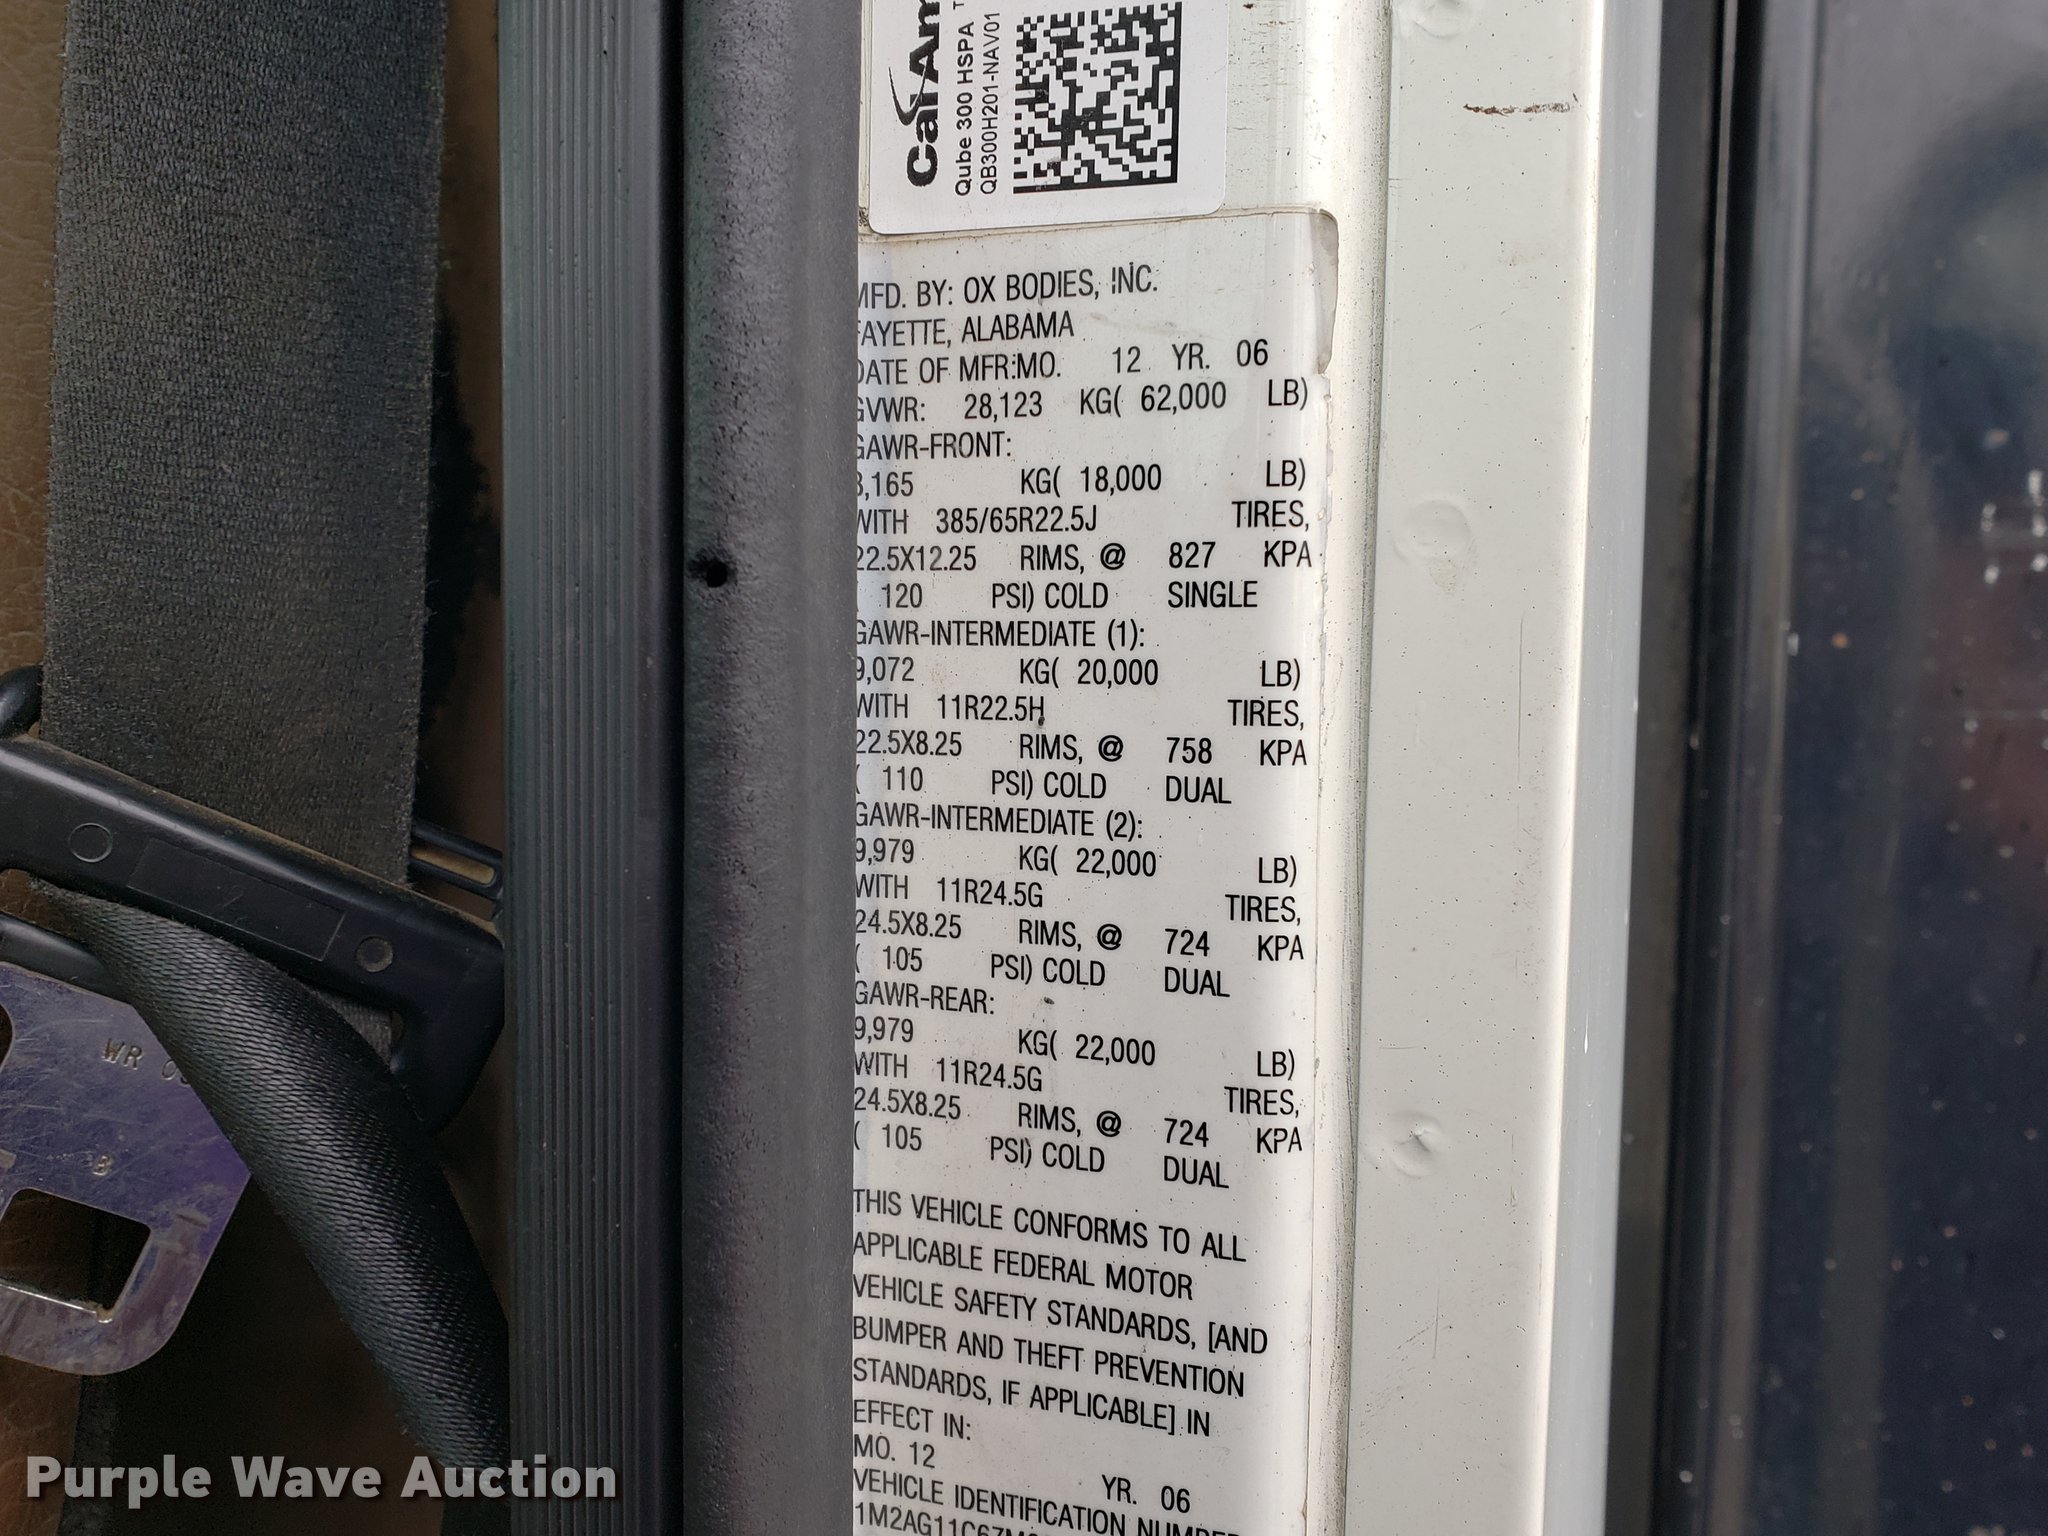 CalAm
Qube 300 HSPA
QB300H201-NAV01
MFD. BY: OX BODIES, INC.
FAYETTE, ALABAMA
DATE OF MFR:MO. 12 YR. 06
GVWR: 28,123 KG( 62,000 LB)
GAWR-FRONT:
8,165 KG( 18,000 LB)
WITH 385/65R22.5J TIRES,
22.5X12.25 RIMS, @ 827 KPA
( 120 PSI) COLD SINGLE
GAWR-INTERMEDIATE (1):
9,072 KG( 20,000 LB)
WITH 11R22.5H TIRES,
22.5X8.25 RIMS, @ 758 KPA
( 110 PSI) COLD DUAL
GAWR-INTERMEDIATE (2):
9,979 KG( 22,000 LB)
WITH 11R24.5G TIRES,
24.5X8.25 RIMS, @ 724 KPA
( 105 PSI) COLD DUAL
GAWR-REAR:
9,979 KG( 22,000 LB)
WITH 11R24.5G TIRES,
24.5X8.25 RIMS, @ 724 KPA
( 105 PSI) COLD DUAL
THIS VEHICLE CONFORMS TO ALL
APPLICABLE FEDERAL MOTOR
VEHICLE SAFETY STANDARDS, [AND
BUMPER AND THEFT PREVENTION
STANDARDS, IF APPLICABLE] IN
EFFECT IN:
MO. 12 YR. 06
VEHICLE IDENTIFICATION NUMBER
WR
B
Purple Wave Auction